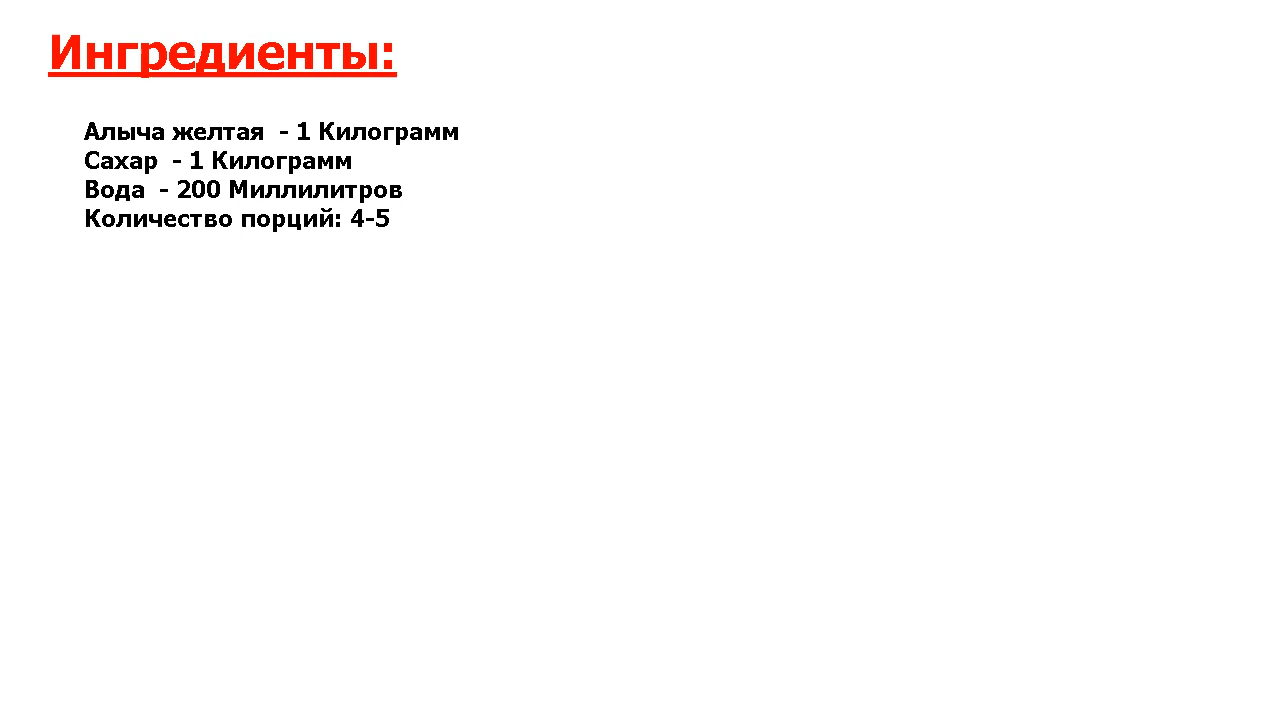 Ингредиенты:
Алыча желтая  - 1 Килограмм
Сахар  - 1 Килограмм
Вода  - 200 Миллилитров
Количество порций: 4-5